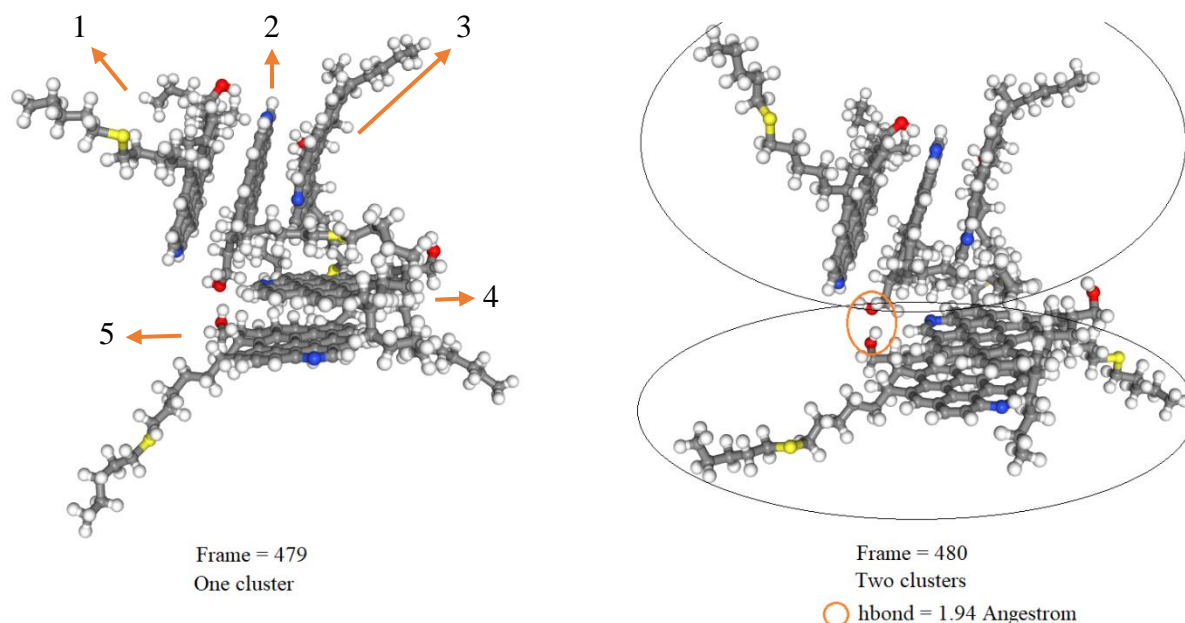 1
2
3
4
5
Frame = 479
One cluster
Frame = 480
Two clusters
hbond = 1.94 Angestrom